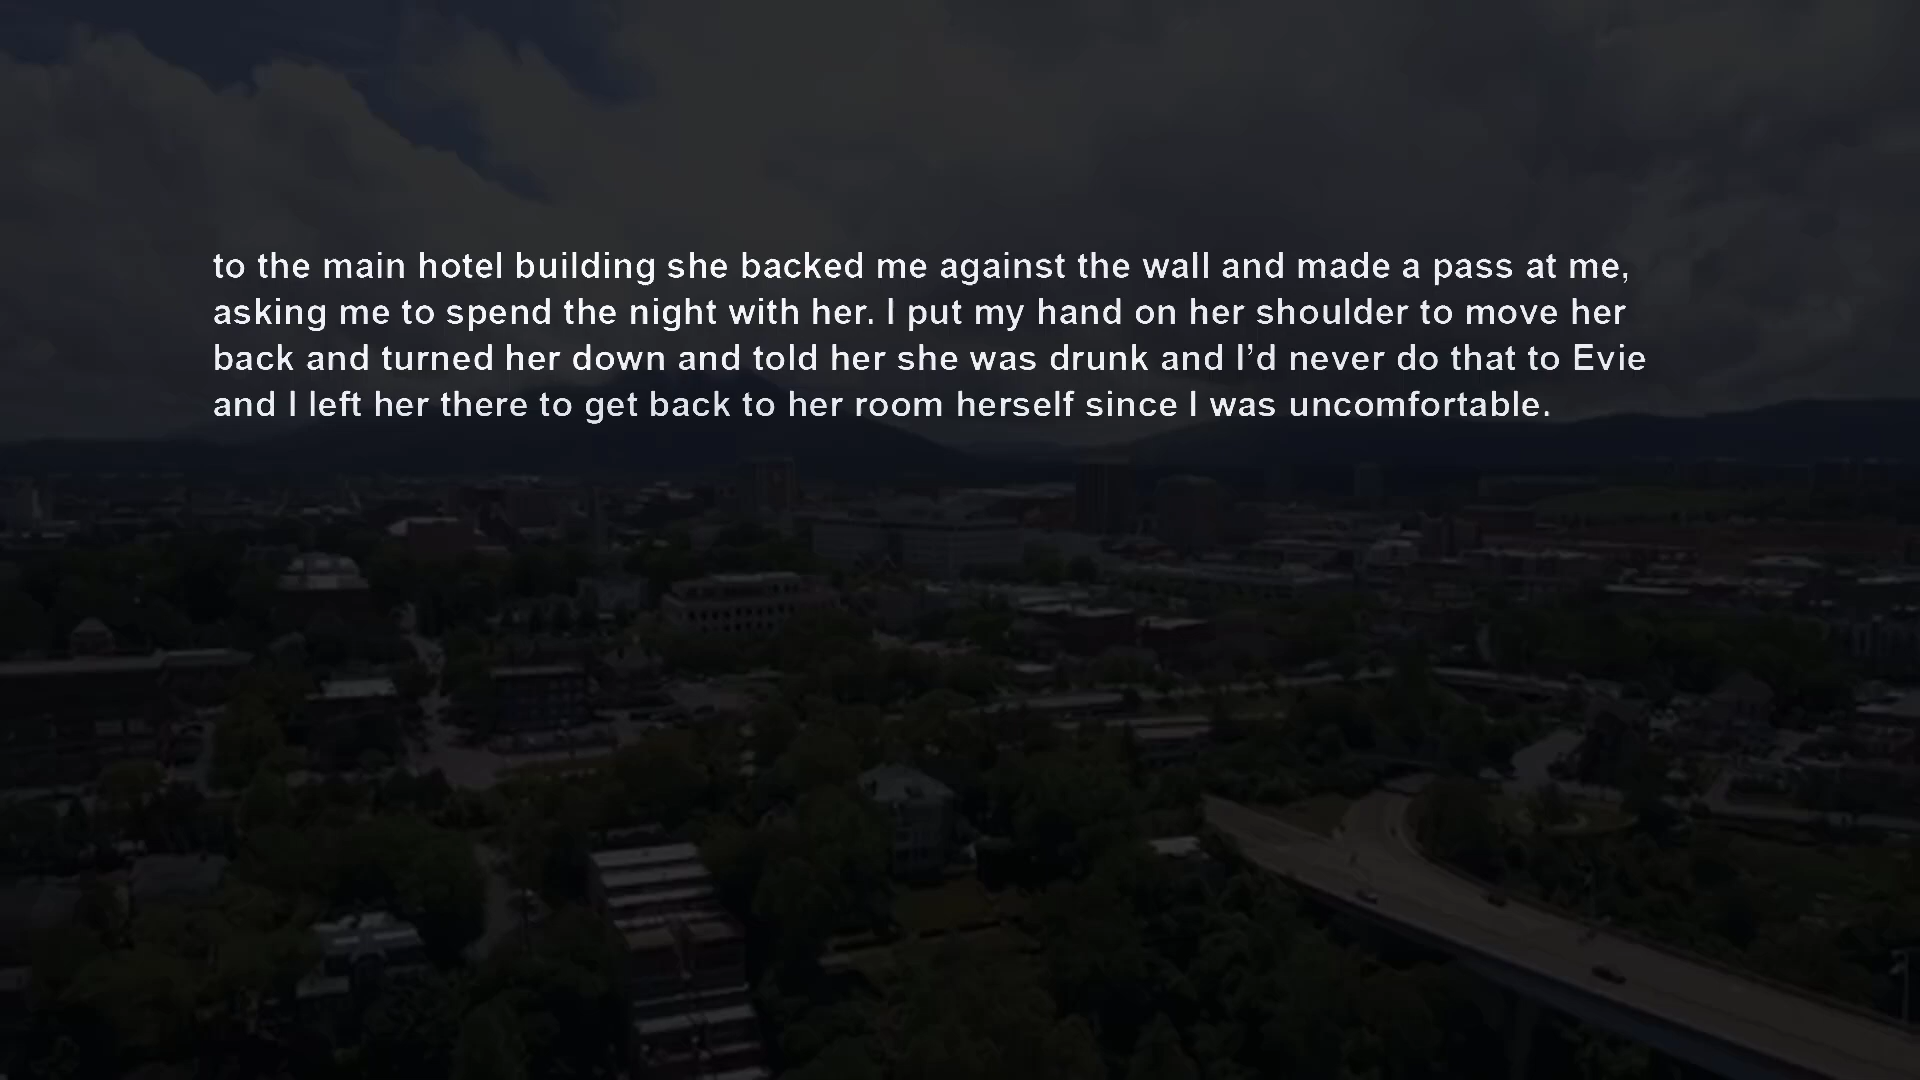 to the main hotel building she backed me against the wall and made a pass at me,
asking me to spend the night with her. I put my hand on her shoulder to move her
back and turned her down and told her she was drunk and I’d never do that to Evie
and I left her there to get back to her room herself since I was uncomfortable.